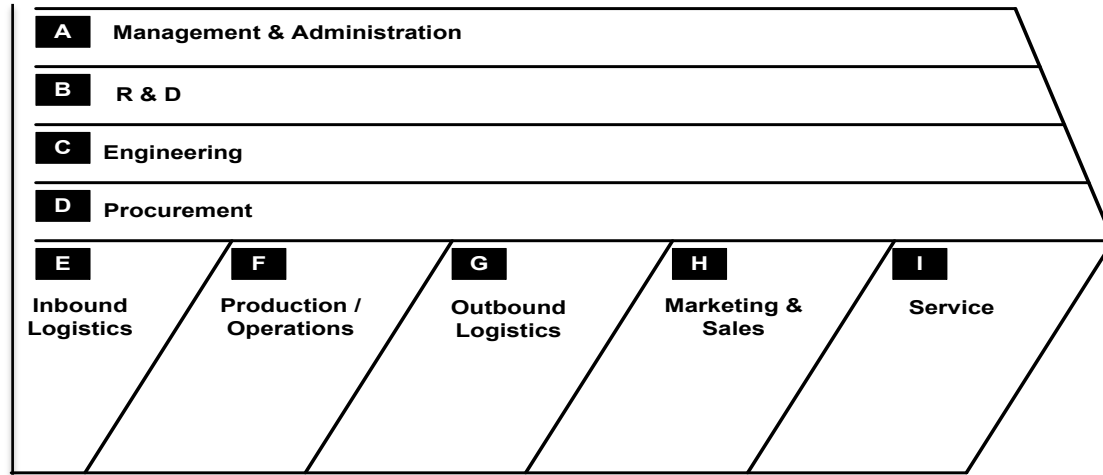 A Management & Administration
B R & D
C Engineering
D Procurement
E
Inbound
Logistics
F
Production /
Operations
G
Outbound
Logistics
H
Marketing &
Sales
I
Service